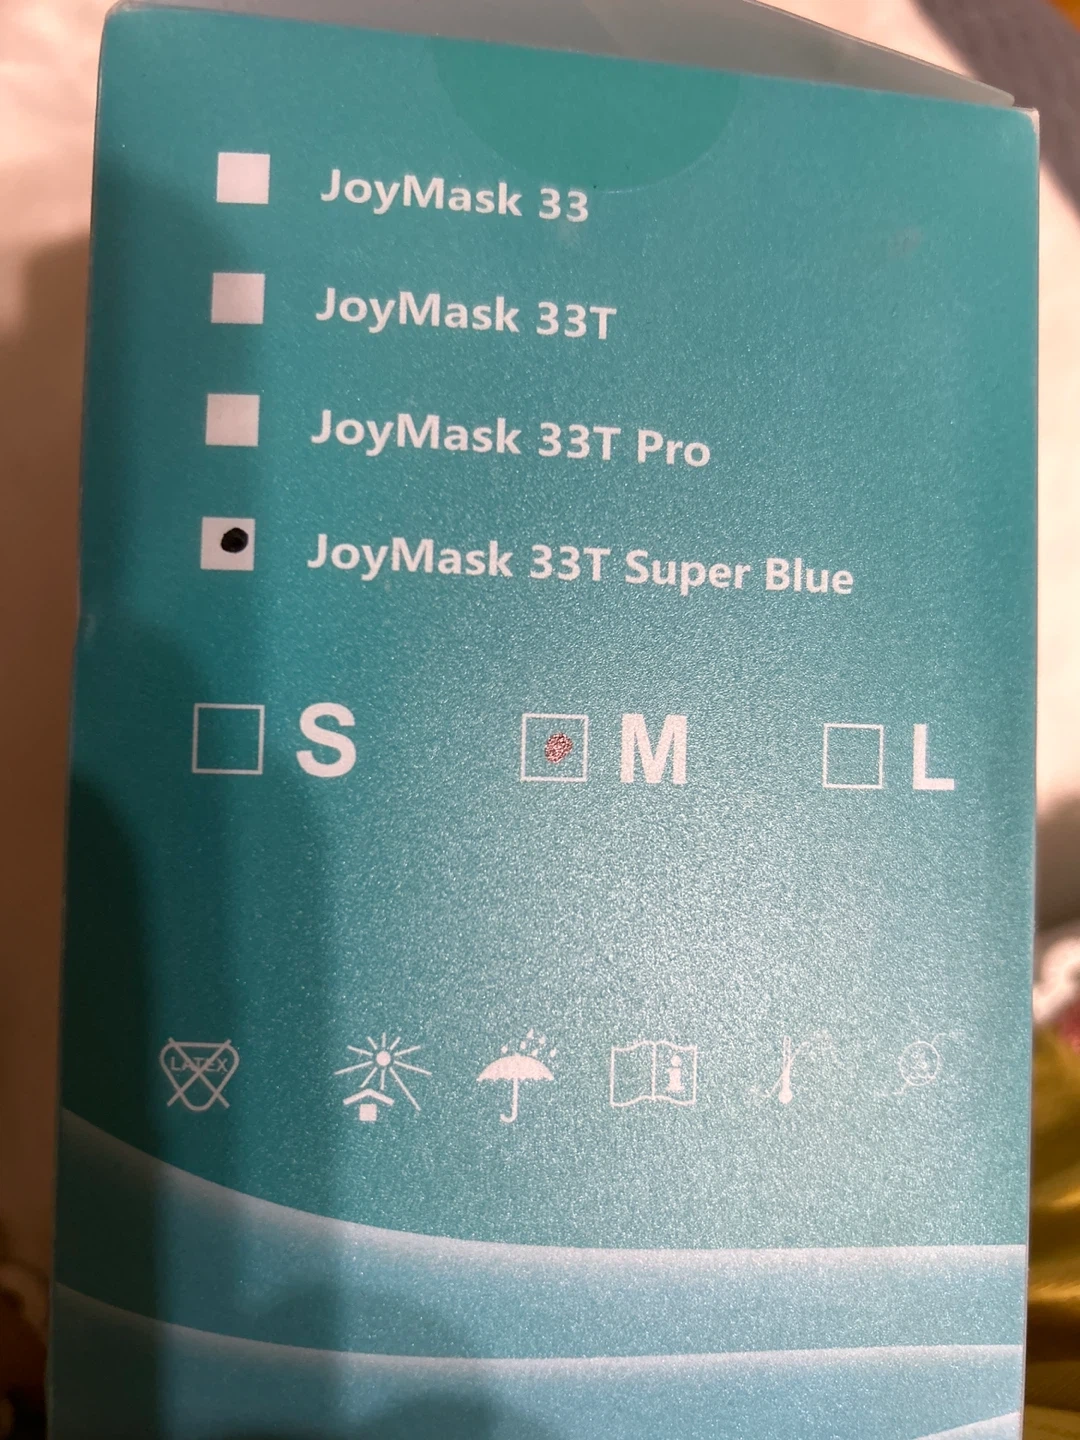 JoyMask 33
JoyMask 33T
JoyMask 33T Pro
JoyMask 33T Super Blue
S M L
LATEX